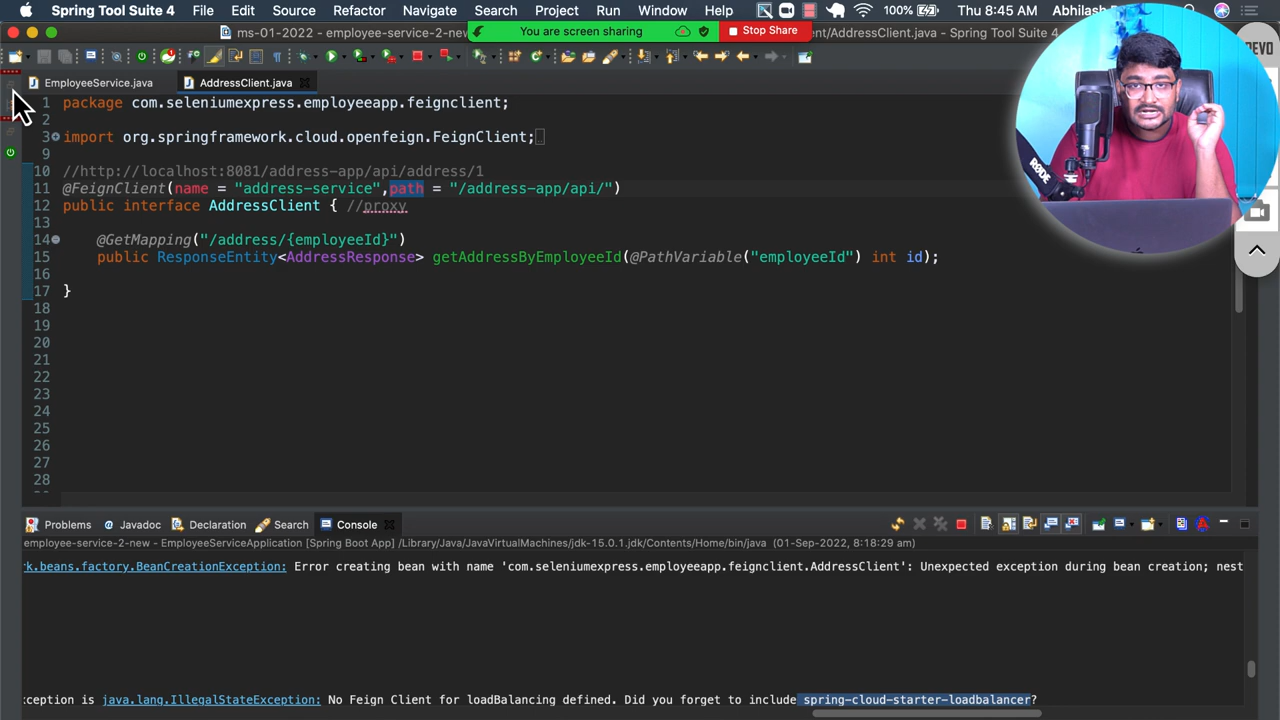 Spring Tool Suite 4 File Edit Source Refactor Navigate Search Project Run Window Help 100% Thu 8:45 AM Abhilash
ms-01-2022 - employee-service-2-new You are screen sharing Stop Share nt/AddressClient.java - Spring Tool Suite 4
EmployeeService.java AddressClient.java
1 package com.seleniumexpress.employeeapp.feignclient;
2
3 import org.springframework.cloud.openfeign.FeignClient;
9
10 //http://localhost:8081/address-app/api/address/1
11 @FeignClient(name = "address-service",path = "/address-app/api/")
12 public interface AddressClient { //proxy
13
14 @GetMapping("/address/{employeeId}")
15 public ResponseEntity<AddressResponse> getAddressByEmployeeId(@PathVariable("employeeId") int id);
16
17 }
18
19
20
21
22
23
24
25
26
27
28
Problems Javadoc Declaration Search Console
employee-service-2-new - EmployeeServiceApplication [Spring Boot App] /Library/Java/JavaVirtualMachines/jdk-15.0.1.jdk/Contents/Home/bin/java (01-Sep-2022, 8:18:29 am)
rk.beans.factory.BeanCreationException: Error creating bean with name 'com.seleniumexpress.employeeapp.feignclient.AddressClient': Unexpected exception during bean creation; nest
ception is java.lang.IllegalStateException: No Feign Client for loadBalancing defined. Did you forget to include spring-cloud-starter-loadbalancer?
RØDE